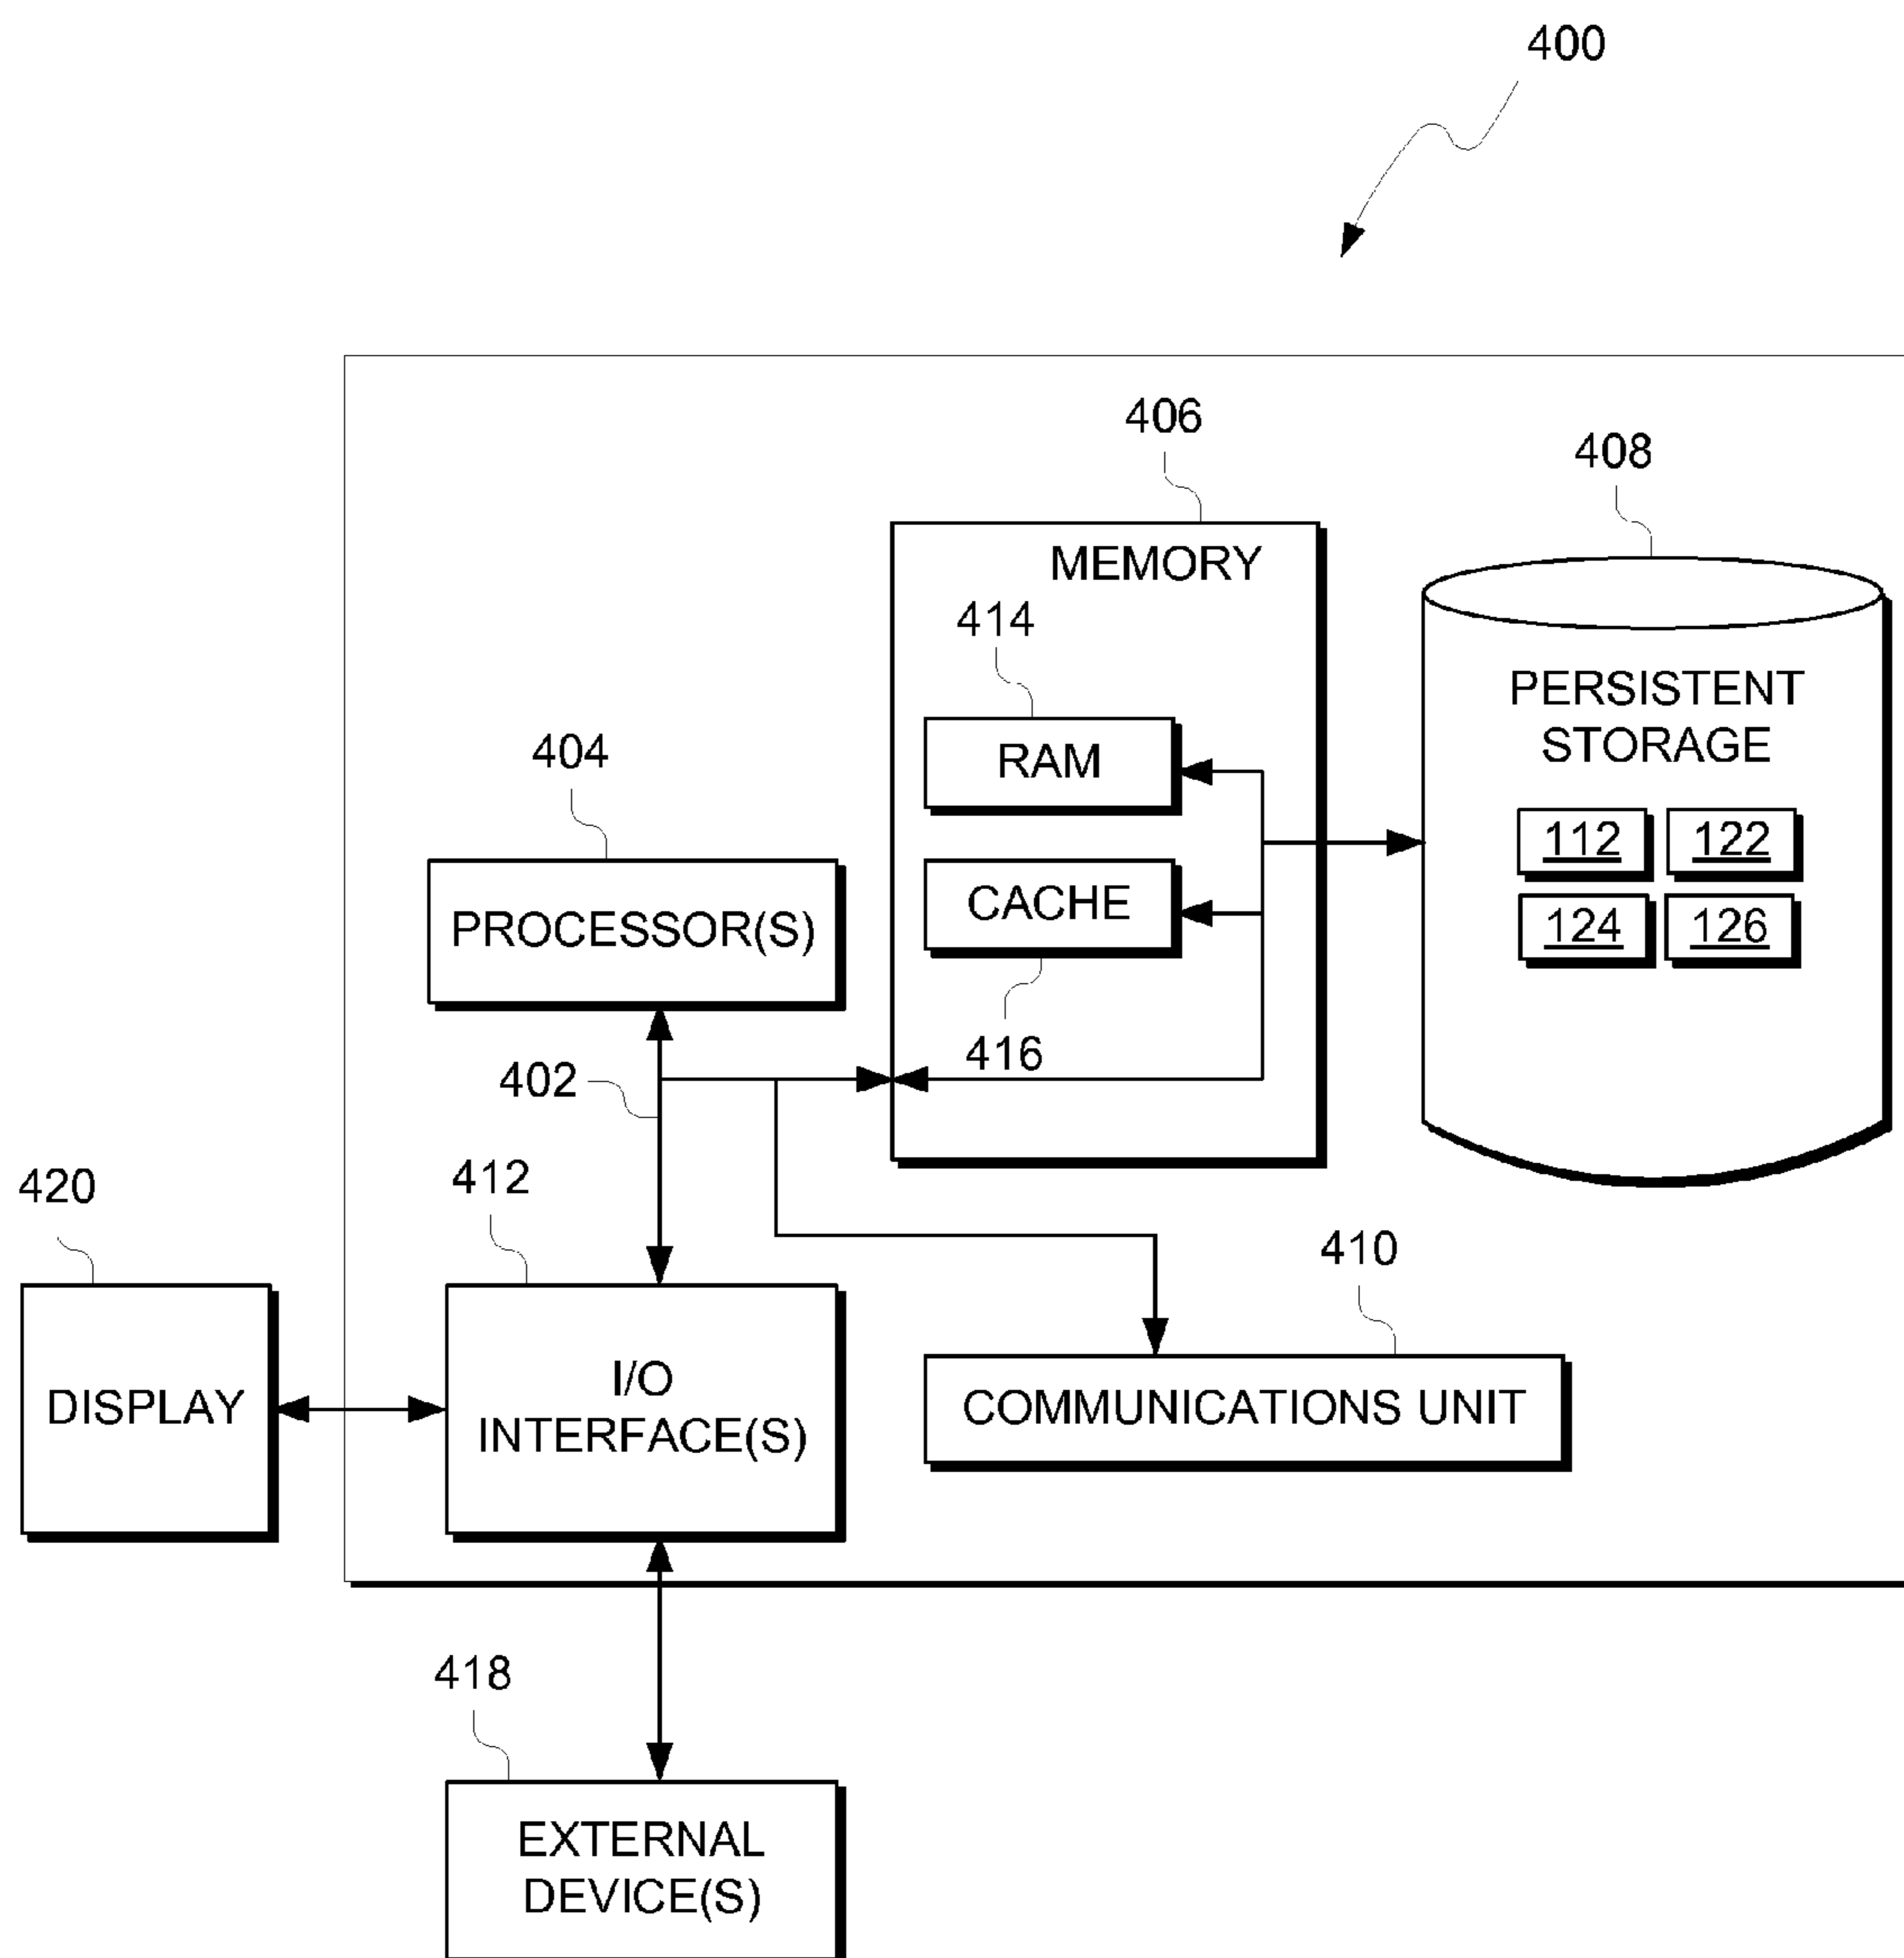 400
406
408
MEMORY
414
PERSISTENT
STORAGE
404
RAM
112
122
CACHE
124
126
PROCESSOR(S)
416
402
412
420
410
I/O
INTERFACE(S)
DISPLAY
COMMUNICATIONS UNIT
418
EXTERNAL
DEVICE(S)